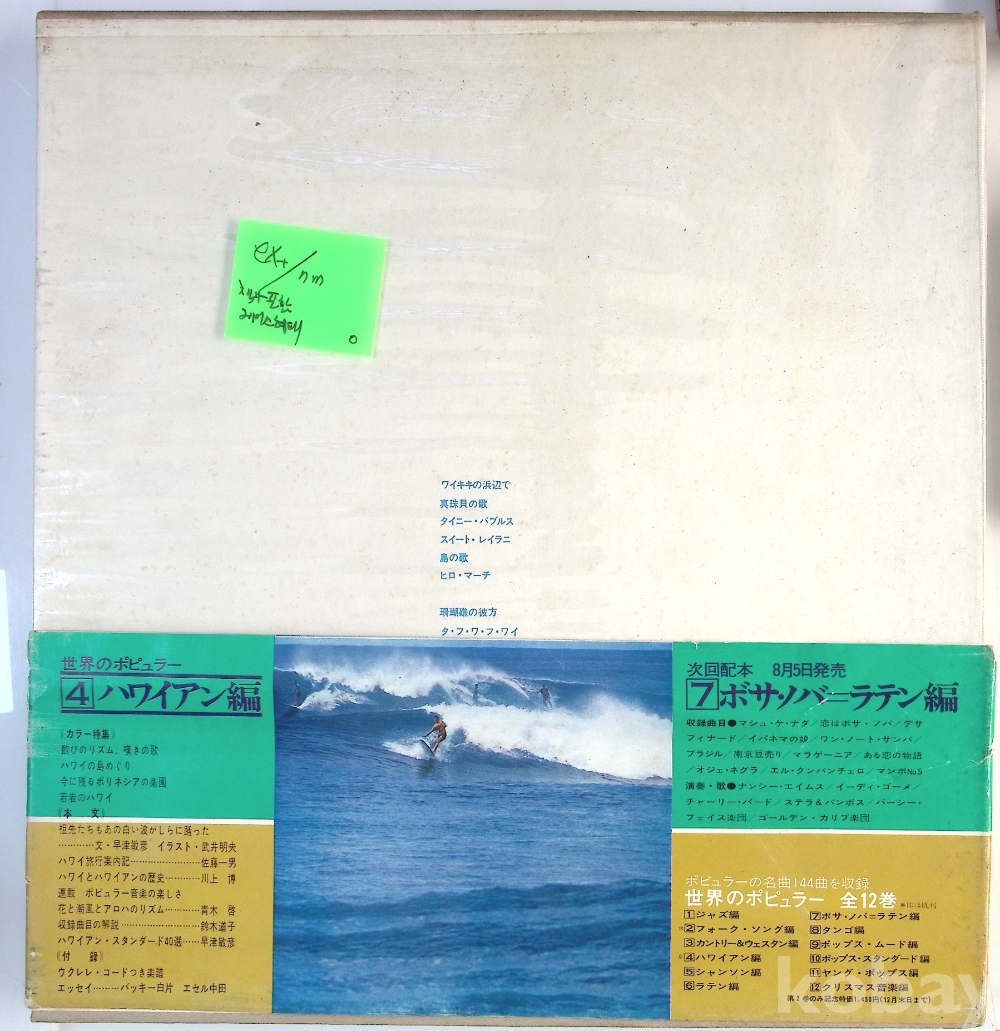 ex+/nm
책자포함
케이스형태
ワイキキの浜辺で
真珠貝の歌
タイニー・バブルス
スイート・レイラニ
島の歌
ヒロ・マーチ
珊瑚礁の彼方
タ・フ・ワ・フ・ワイ
世界のポピュラー
4 ハワイアン編
《カラー特集》
歓びのリズム、嘆きの歌
ハワイの島めぐり
今に残るポリネシアの楽園
若者のハワイ
《本 文》
祖先たちもあの白い波がしらに踊った
…………文・早津敏彦 イラスト・武井明夫
ハワイ旅行案内記……………………佐藤一男
ハワイとハワイアンの歴史…………川上 博
連載 ポピュラー音楽の楽しさ
花と潮風とアロハのリズム…………青木 啓
収録曲目の解説………………………鈴木道子
ハワイアン・スタンダード40選……早津敏彦
《付 録》
ウクレレ・コードつき楽譜
エッセイ………バッキー白片 エセル中田
次回配本 8月5日発売
7 ボサ・ノバ=ラテン編
収録曲目●マシュ・ケ・ナダ/恋はボサ・ノバ/デサ
フィナード/イパネマの娘/ワン・ノート・サンバ/
ブラジル/南京豆売り/マラゲーニア/ある恋の物語
/オジェ・ネグラ/エル・クンバンチェロ/マンボNo.5
演奏・歌●ナンシー・エイムス/イーディ・ゴーメ/
チャーリー・バード/ステラ&バンボス/パーシー・
フェイス楽団/ゴールデン・カリブ楽団
ポピュラーの名曲144曲を収録
世界のポピュラー 全12巻
1 ジャズ編
2 フォーク・ソング編
3 カントリー&ウェスタン編
4 ハワイアン編
5 シャンソン編
6 ラテン編
7 ボサ・ノバ=ラテン編
8 タンゴ編
9 ポップス・ムード編
10 ポップス・スタンダード編
11 ヤング・ポップス編
12 クリスマス音楽編
第2巻のみ記念特価1,450円(12月末日まで)
kobay